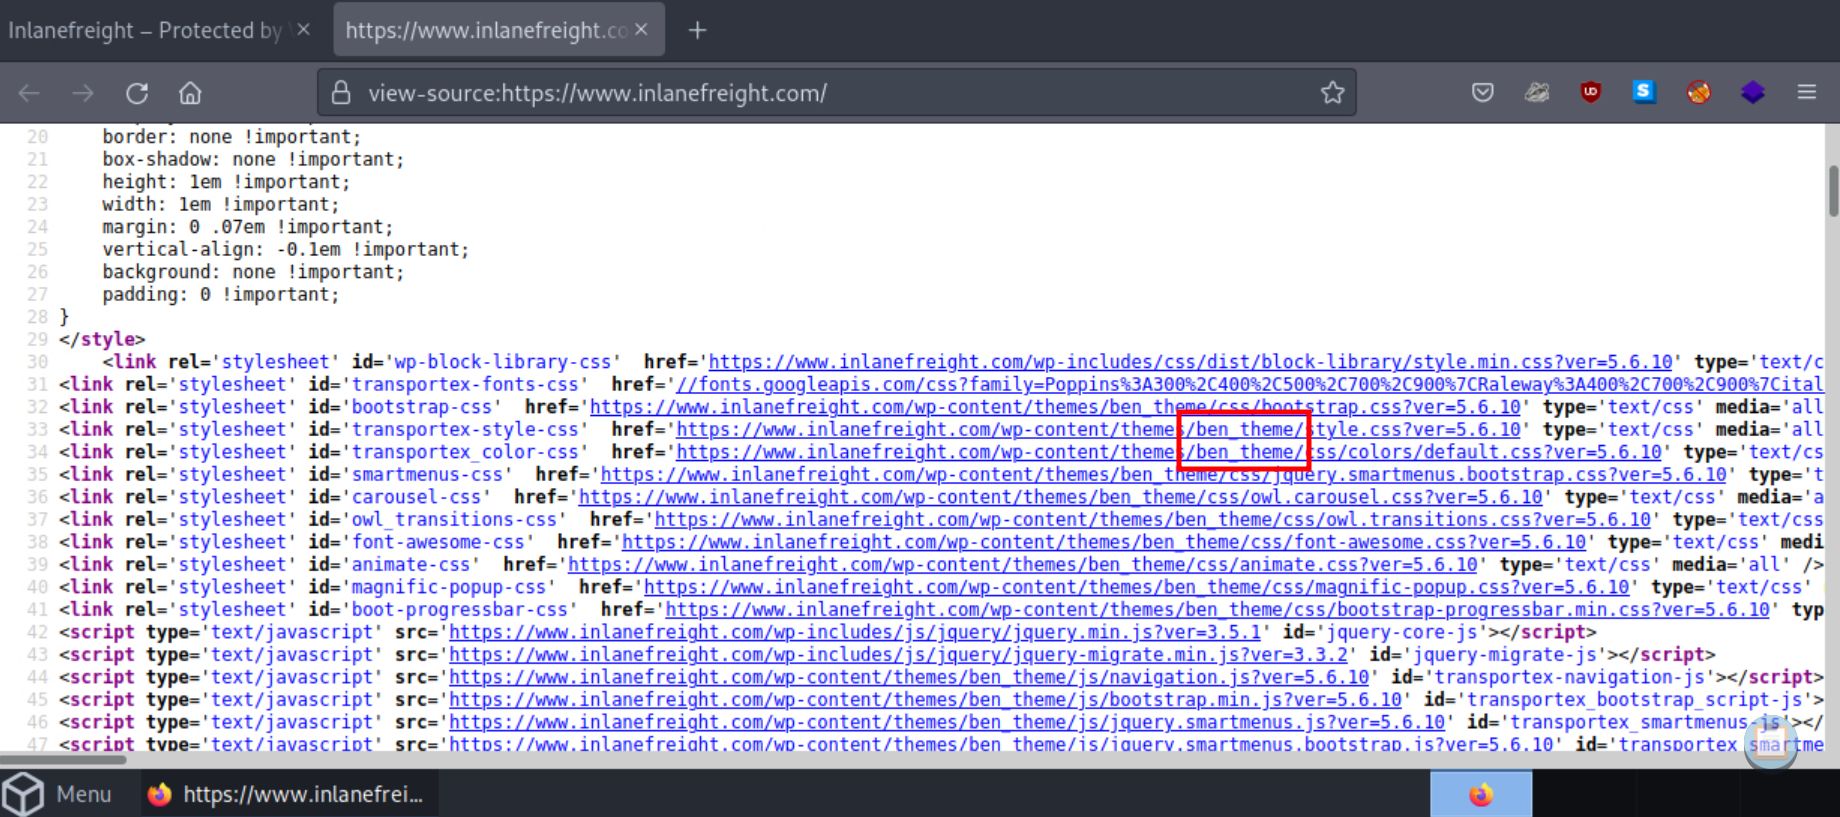 Inlanefreight – Protected by
https://www.inlanefreight.co
view-source:https://www.inlanefreight.com/
20 border: none !important;
21 box-shadow: none !important;
22 height: 1em !important;
23 width: 1em !important;
24 margin: 0 .07em !important;
25 vertical-align: -0.1em !important;
26 background: none !important;
27 padding: 0 !important;
28 }
29 </style>
30 <link rel='stylesheet' id='wp-block-library-css'  href='https://www.inlanefreight.com/wp-includes/css/dist/block-library/style.min.css?ver=5.6.10' type='text/c
31 <link rel='stylesheet' id='transportex-fonts-css'  href='//fonts.googleapis.com/css?family=Poppins%3A300%2C400%2C500%2C700%2C900%7CRaleway%3A400%2C700%2C900%7Cital
32 <link rel='stylesheet' id='bootstrap-css'  href='https://www.inlanefreight.com/wp-content/themes/ben_theme/css/bootstrap.css?ver=5.6.10' type='text/css' media='all
33 <link rel='stylesheet' id='transportex-style-css'  href='https://www.inlanefreight.com/wp-content/themes/ben_theme/style.css?ver=5.6.10' type='text/css' media='all
34 <link rel='stylesheet' id='transportex_color-css'  href='https://www.inlanefreight.com/wp-content/themes/ben_theme/css/colors/default.css?ver=5.6.10' type='text/cs
35 <link rel='stylesheet' id='smartmenus-css'  href='https://www.inlanefreight.com/wp-content/themes/ben_theme/css/jquery.smartmenus.bootstrap.css?ver=5.6.10' type='t
36 <link rel='stylesheet' id='carousel-css'  href='https://www.inlanefreight.com/wp-content/themes/ben_theme/css/owl.carousel.css?ver=5.6.10' type='text/css' media='a
37 <link rel='stylesheet' id='owl_transitions-css'  href='https://www.inlanefreight.com/wp-content/themes/ben_theme/css/owl.transitions.css?ver=5.6.10' type='text/css
38 <link rel='stylesheet' id='font-awesome-css'  href='https://www.inlanefreight.com/wp-content/themes/ben_theme/css/font-awesome.css?ver=5.6.10' type='text/css' medi
39 <link rel='stylesheet' id='animate-css'  href='https://www.inlanefreight.com/wp-content/themes/ben_theme/css/animate.css?ver=5.6.10' type='text/css' media='all' />
40 <link rel='stylesheet' id='magnific-popup-css'  href='https://www.inlanefreight.com/wp-content/themes/ben_theme/css/magnific-popup.css?ver=5.6.10' type='text/css'
41 <link rel='stylesheet' id='boot-progressbar-css'  href='https://www.inlanefreight.com/wp-content/themes/ben_theme/css/bootstrap-progressbar.min.css?ver=5.6.10' typ
42 <script type='text/javascript' src='https://www.inlanefreight.com/wp-includes/js/jquery/jquery.min.js?ver=3.5.1' id='jquery-core-js'></script>
43 <script type='text/javascript' src='https://www.inlanefreight.com/wp-includes/js/jquery/jquery-migrate.min.js?ver=3.3.2' id='jquery-migrate-js'></script>
44 <script type='text/javascript' src='https://www.inlanefreight.com/wp-content/themes/ben_theme/js/navigation.js?ver=5.6.10' id='transportex-navigation-js'></script>
45 <script type='text/javascript' src='https://www.inlanefreight.com/wp-content/themes/ben_theme/js/bootstrap.min.js?ver=5.6.10' id='transportex_bootstrap_script-js'>
46 <script type='text/javascript' src='https://www.inlanefreight.com/wp-content/themes/ben_theme/js/jquery.smartmenus.js?ver=5.6.10' id='transportex_smartmenus-js'></
47 <script type='text/javascript' src='https://www.inlanefreight.com/wp-content/themes/ben_theme/js/jquery.smartmenus.bootstrap.js?ver=5.6.10' id='transportex_smartme
Menu
https://www.inlanefrei...